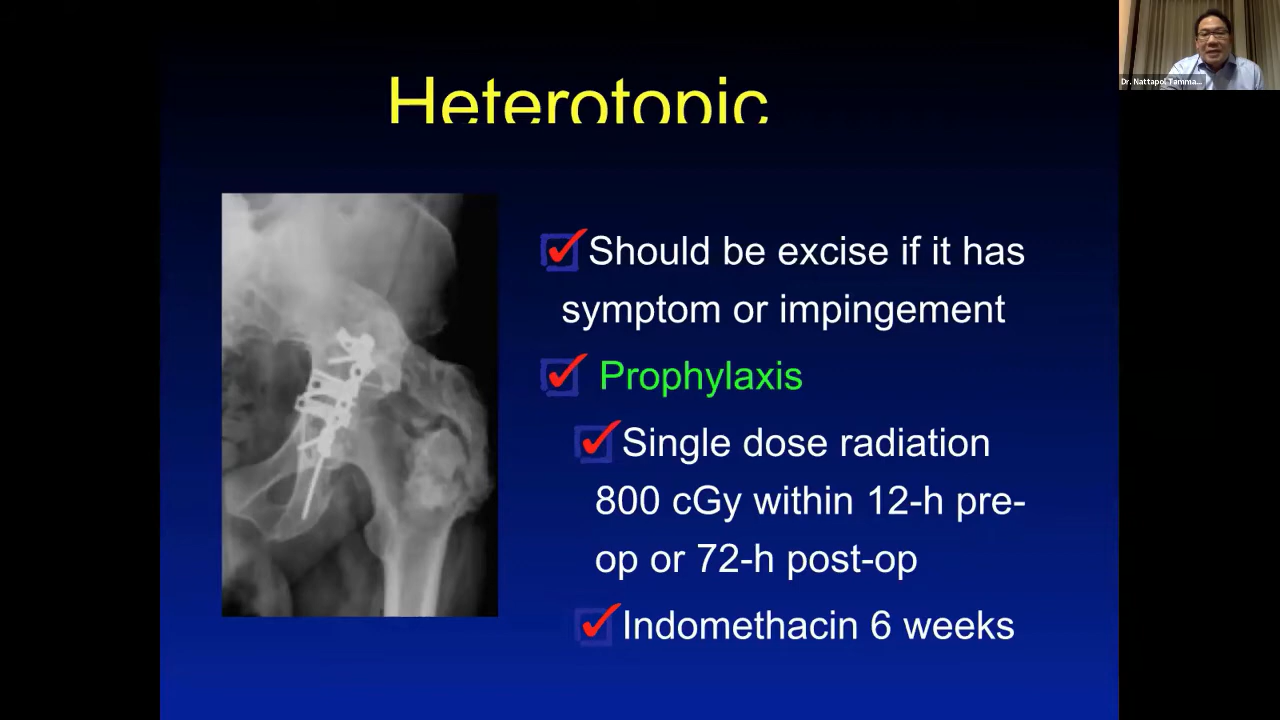 Heterotopic
Should be excise if it has
symptom or impingement
Prophylaxis
Single dose radiation
800 cGy within 12-h pre-
op or 72-h post-op
Indomethacin 6 weeks
Dr. Nattapol Tamma...